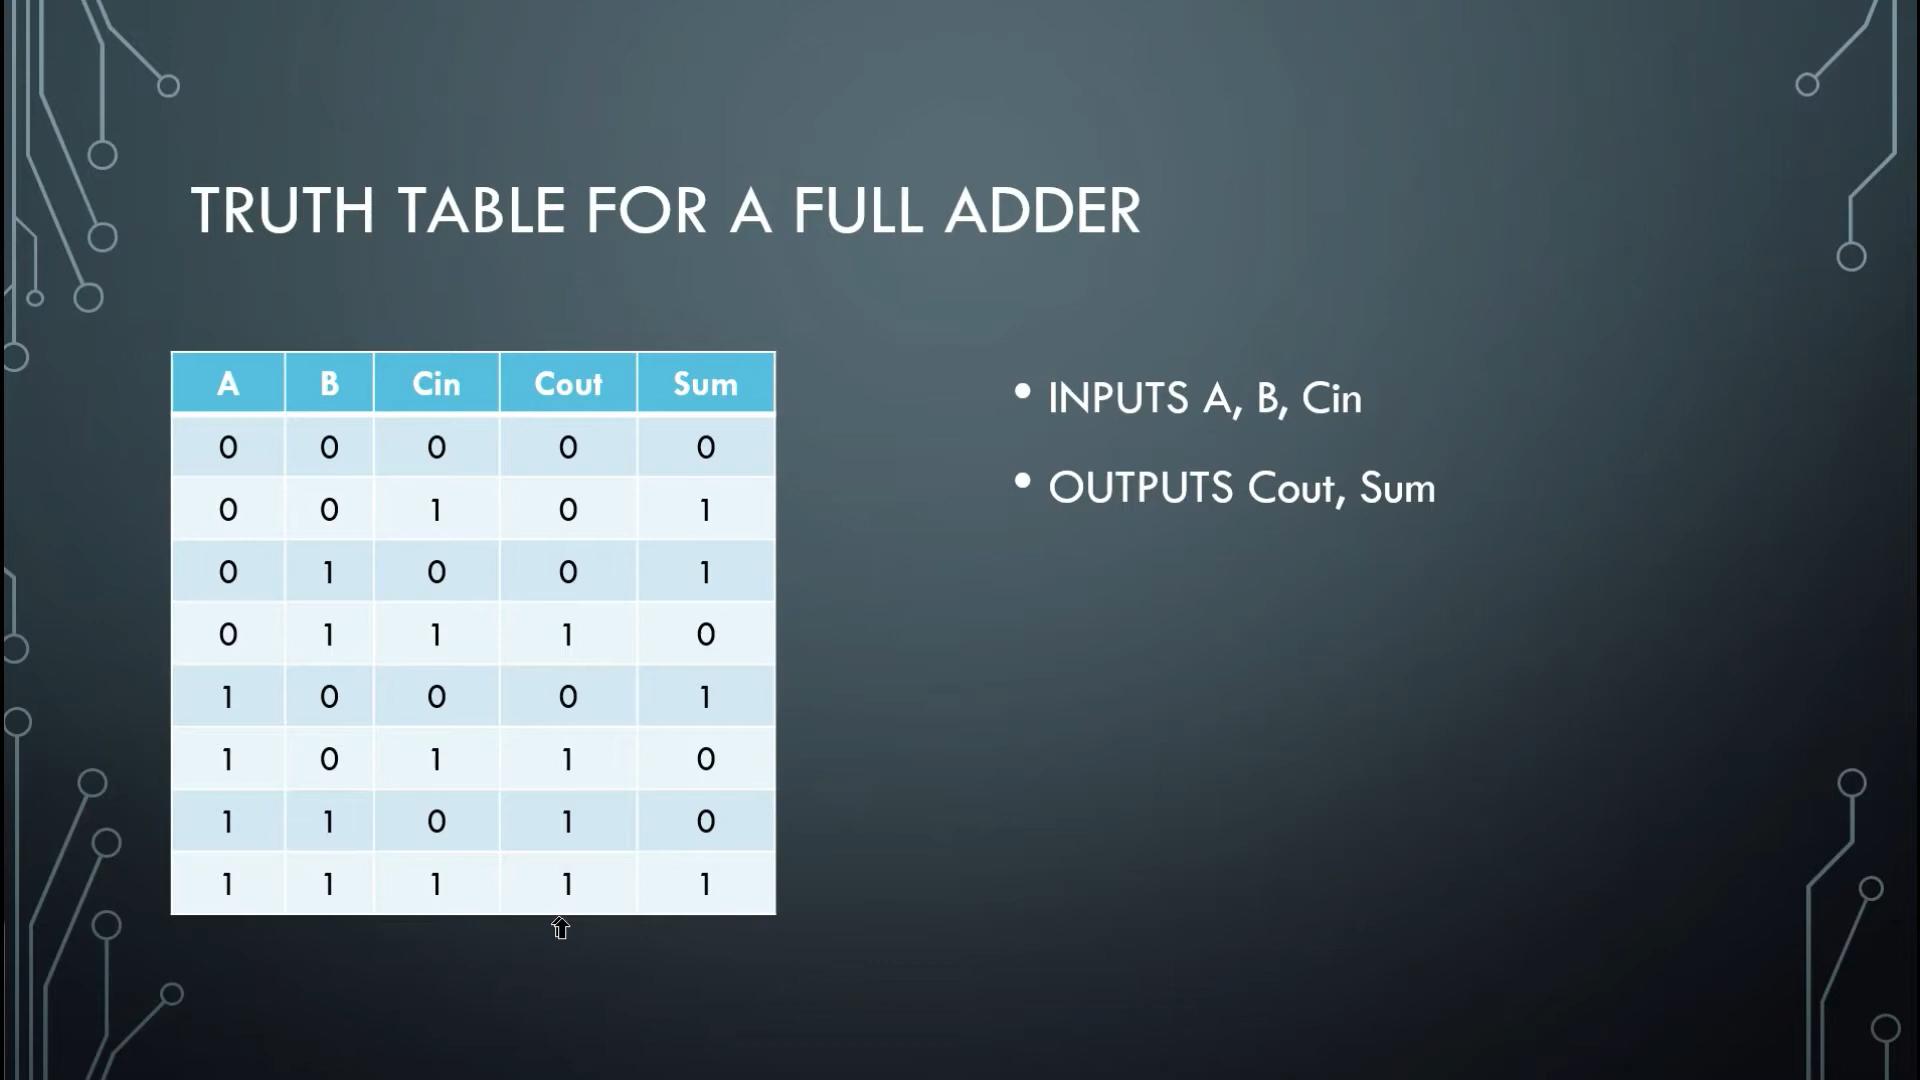 TRUTH TABLE FOR A FULL ADDER
A B Cin Cout Sum
0 0 0 0 0
0 0 1 0 1
0 1 0 0 1
0 1 1 1 0
1 0 0 0 1
1 0 1 1 0
1 1 0 1 0
1 1 1 1 1
• INPUTS A, B, Cin
• OUTPUTS Cout, Sum